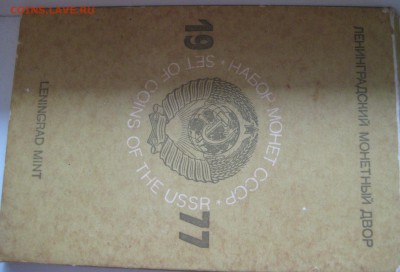 COINS.LAVE.RU
ЛЕНИНГРАДСКИЙ МОНЕТНЫЙ ДВОР
19
НАБОР МОНЕТ СССР • SET OF COINS OF THE USSR •
77
LENINGRAD MINT